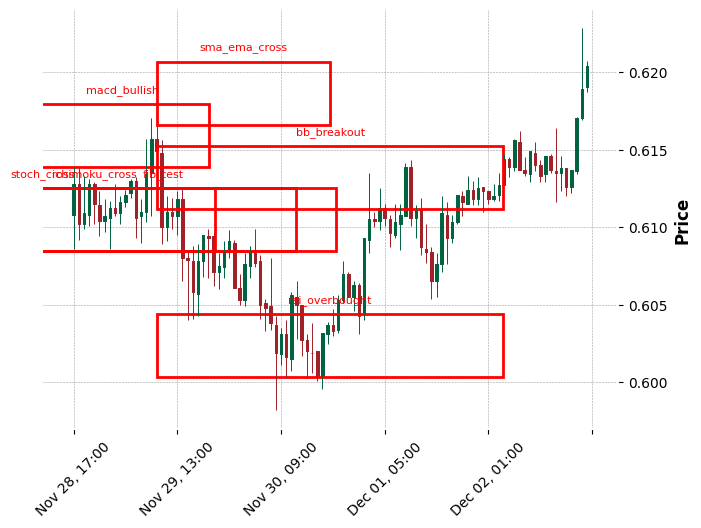 sma_ema_cross
macd_bullish
bb_breakout
stoch_cross
rsi_overbought
0.620
0.615
0.610
0.605
0.600
Price
Nov 28, 17:00
Nov 29, 13:00
Nov 30, 09:00
Dec 01, 05:00
Dec 02, 01:00